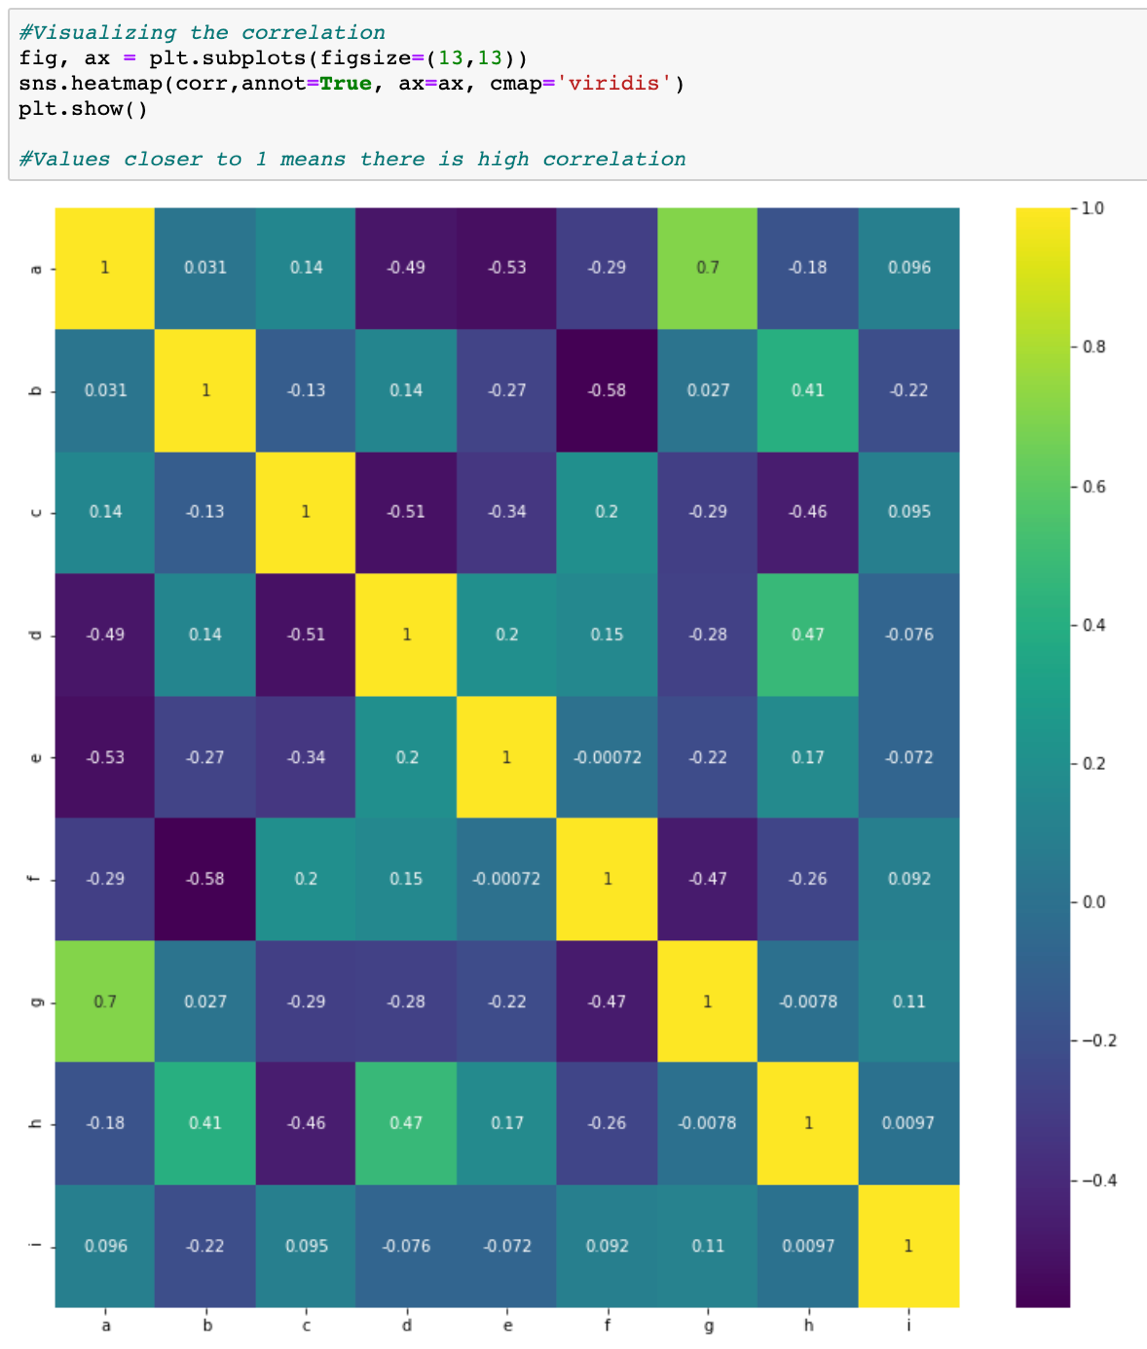 #Visualizing the correlation
fig, ax = plt.subplots(figsize=(13,13))
sns.heatmap(corr,annot=True, ax=ax, cmap='viridis')
plt.show()
#Values closer to 1 means there is high correlation
a 1 0.031 0.14 -0.49 -0.53 -0.29 0.7 -0.18 0.096
b 0.031 1 -0.13 0.14 -0.27 -0.58 0.027 0.41 -0.22
c 0.14 -0.13 1 -0.51 -0.34 0.2 -0.29 -0.46 0.095
d -0.49 0.14 -0.51 1 0.2 0.15 -0.28 0.47 -0.076
e -0.53 -0.27 -0.34 0.2 1 -0.00072 -0.22 0.17 -0.072
f -0.29 -0.58 0.2 0.15 -0.00072 1 -0.47 -0.26 0.092
g 0.7 0.027 -0.29 -0.28 -0.22 -0.47 1 -0.0078 0.11
h -0.18 0.41 -0.46 0.47 0.17 -0.26 -0.0078 1 0.0097
i 0.096 -0.22 0.095 -0.076 -0.072 0.092 0.11 0.0097 1
a b c d e f g h i
1.0
0.8
0.6
0.4
0.2
0.0
−0.2
−0.4